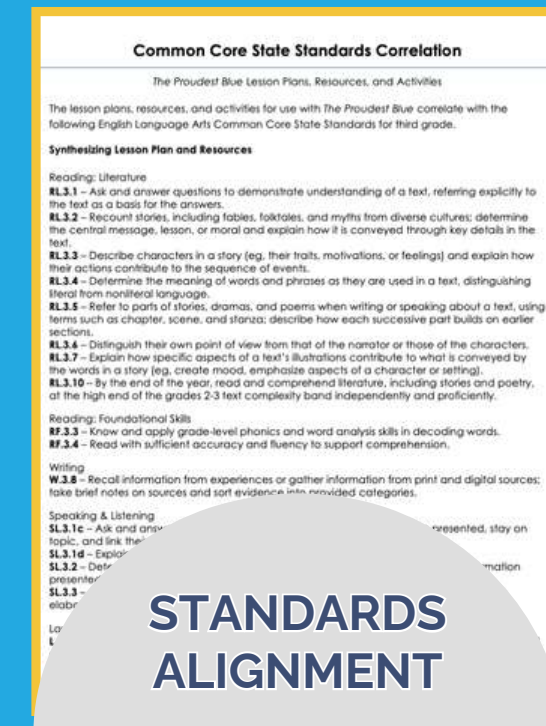 Common Core State Standards Correlation
The Proudest Blue Lesson Plans, Resources, and Activities
The lesson plans, resources, and activities for use with The Proudest Blue correlate with the
following English Language Arts Common Core State Standards for third grade.
Synthesizing Lesson Plan and Resources
Reading: Literature
RL.3.1 – Ask and answer questions to demonstrate understanding of a text, referring explicitly to
the text as a basis for the answers.
RL.3.2 – Recount stories, including fables, folktales, and myths from diverse cultures; determine
the central message, lesson, or moral and explain how it is conveyed through key details in the
text.
RL.3.3 – Describe characters in a story (eg, their traits, motivations, or feelings) and explain how
their actions contribute to the sequence of events.
RL.3.4 – Determine the meaning of words and phrases as they are used in a text, distinguishing
literal from nonliteral language.
RL.3.5 – Refer to parts of stories, dramas, and poems when writing or speaking about a text, using
terms such as chapter, scene, and stanza; describe how each successive part builds on earlier
sections.
RL.3.6 – Distinguish their own point of view from that of the narrator or those of the characters.
RL.3.7 – Explain how specific aspects of a text's illustrations contribute to what is conveyed by
the words in a story (eg, create mood, emphasize aspects of a character or setting).
RL.3.10 – By the end of the year, read and comprehend literature, including stories and poetry,
at the high end of the grades 2-3 text complexity band independently and proficiently.
Reading: Foundational Skills
RF.3.3 – Know and apply grade-level phonics and word analysis skills in decoding words.
RF.3.4 – Read with sufficient accuracy and fluency to support comprehension.
Writing
W.3.8 – Recall information from experiences or gather information from print and digital sources;
take brief notes on sources and sort evidence into provided categories.
Speaking & Listening
SL.3.1c – Ask and answ presented, stay on
topic, and link their
SL.3.1d – Explai
SL.3.2 – Dete mation
presented
SL.3.3 –
elabr
STANDARDS
ALIGNMENT